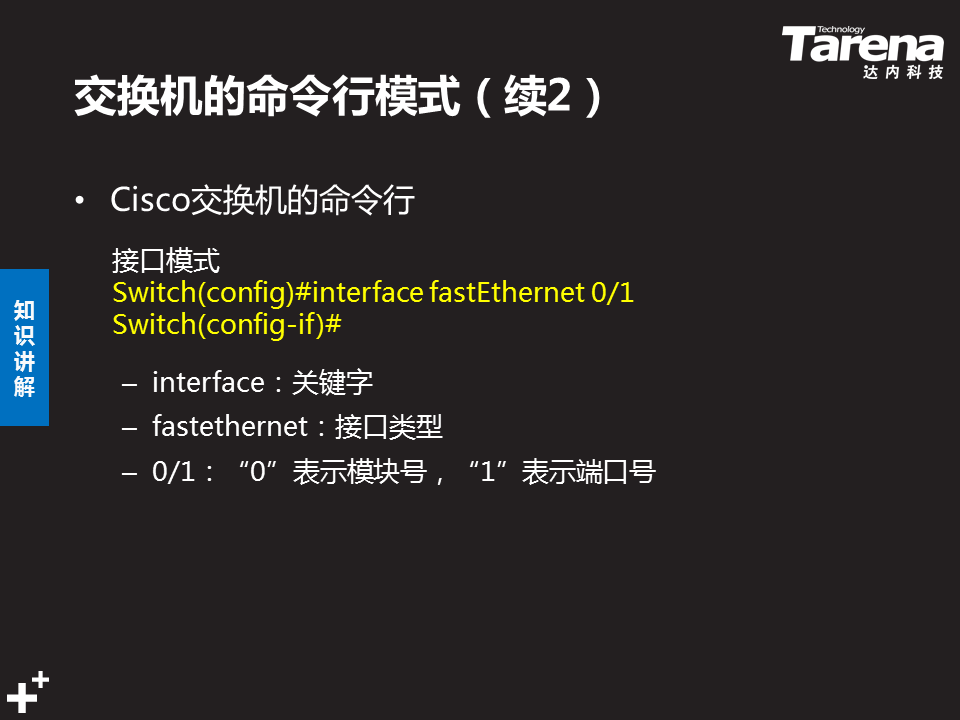 Technology
Tarena
达内科技
交换机的命令行模式（续2）
• Cisco交换机的命令行
接口模式
Switch(config)#interface fastEthernet 0/1
Switch(config-if)#
知识讲解
– interface：关键字
– fastethernet：接口类型
– 0/1：“0”表示模块号，“1”表示端口号